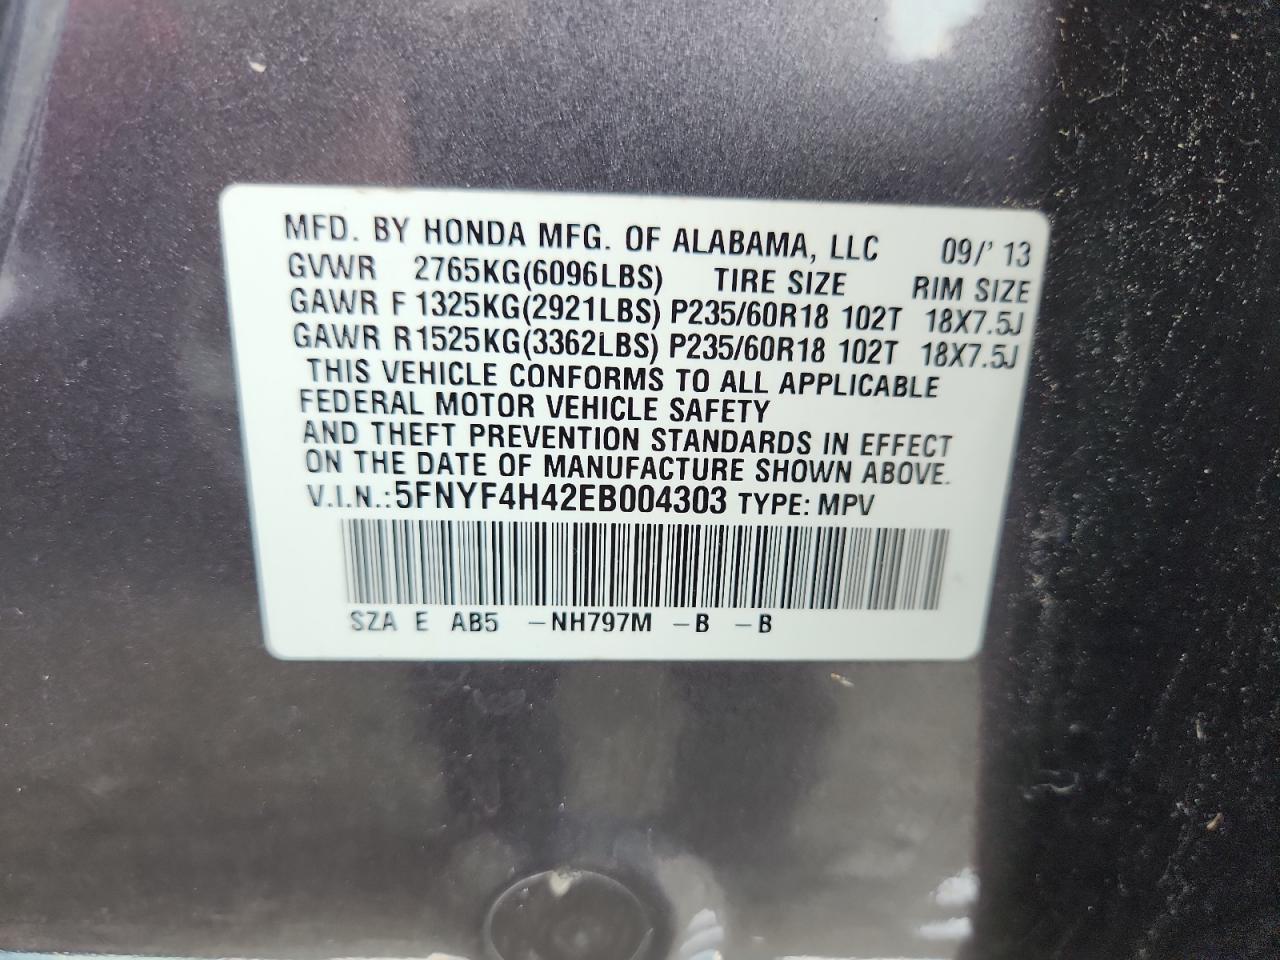 MFD. BY HONDA MFG. OF ALABAMA, LLC 09/'13
GVWR 2765KG(6096LBS) TIRE SIZE RIM SIZE
GAWR F 1325KG(2921LBS) P235/60R18 102T 18X7.5J
GAWR R1525KG(3362LBS) P235/60R18 102T 18X7.5J
THIS VEHICLE CONFORMS TO ALL APPLICABLE
FEDERAL MOTOR VEHICLE SAFETY
AND THEFT PREVENTION STANDARDS IN EFFECT
ON THE DATE OF MANUFACTURE SHOWN ABOVE.
V.I.N.:5FNYF4H42EB004303 TYPE: MPV
SZA E AB5 -NH797M -B -B